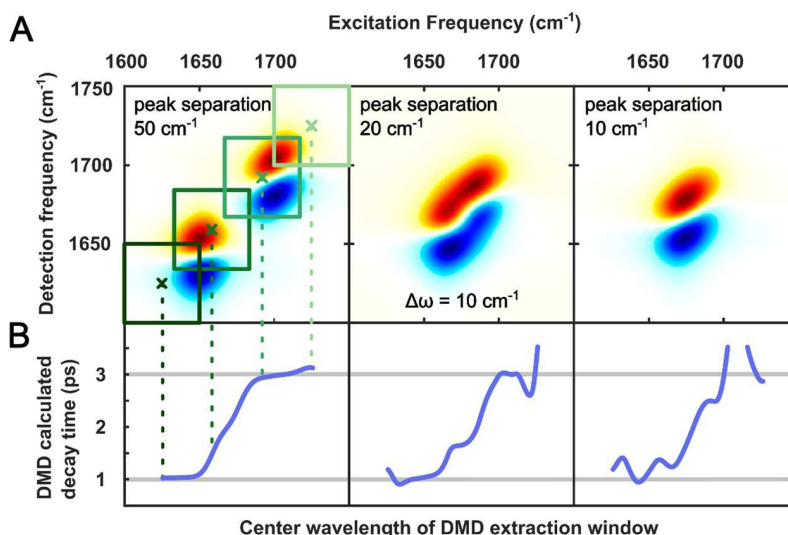 A
Excitation Frequency (cm⁻¹)
1600 1650 1700 1650 1700 1650 1700
Detection frequency (cm⁻¹)
1750
1700
1650
peak separation
50 cm⁻¹
peak separation
20 cm⁻¹
peak separation
10 cm⁻¹
Δω = 10 cm⁻¹
B
DMD calculated
decay time (ps)
3
2
1
Center wavelength of DMD extraction window